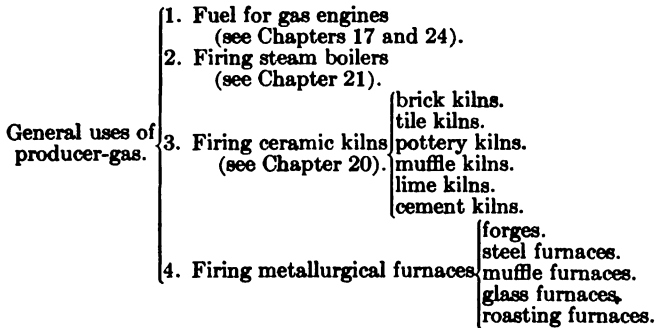 General uses of
producer-gas.
1. Fuel for gas engines
(see Chapters 17 and 24).
2. Firing steam boilers
(see Chapter 21).
3. Firing ceramic kilns
(see Chapter 20).
brick kilns.
tile kilns.
pottery kilns.
muffle kilns.
lime kilns.
cement kilns.
4. Firing metallurgical furnaces
forges.
steel furnaces.
muffle furnaces.
glass furnaces.
roasting furnaces.